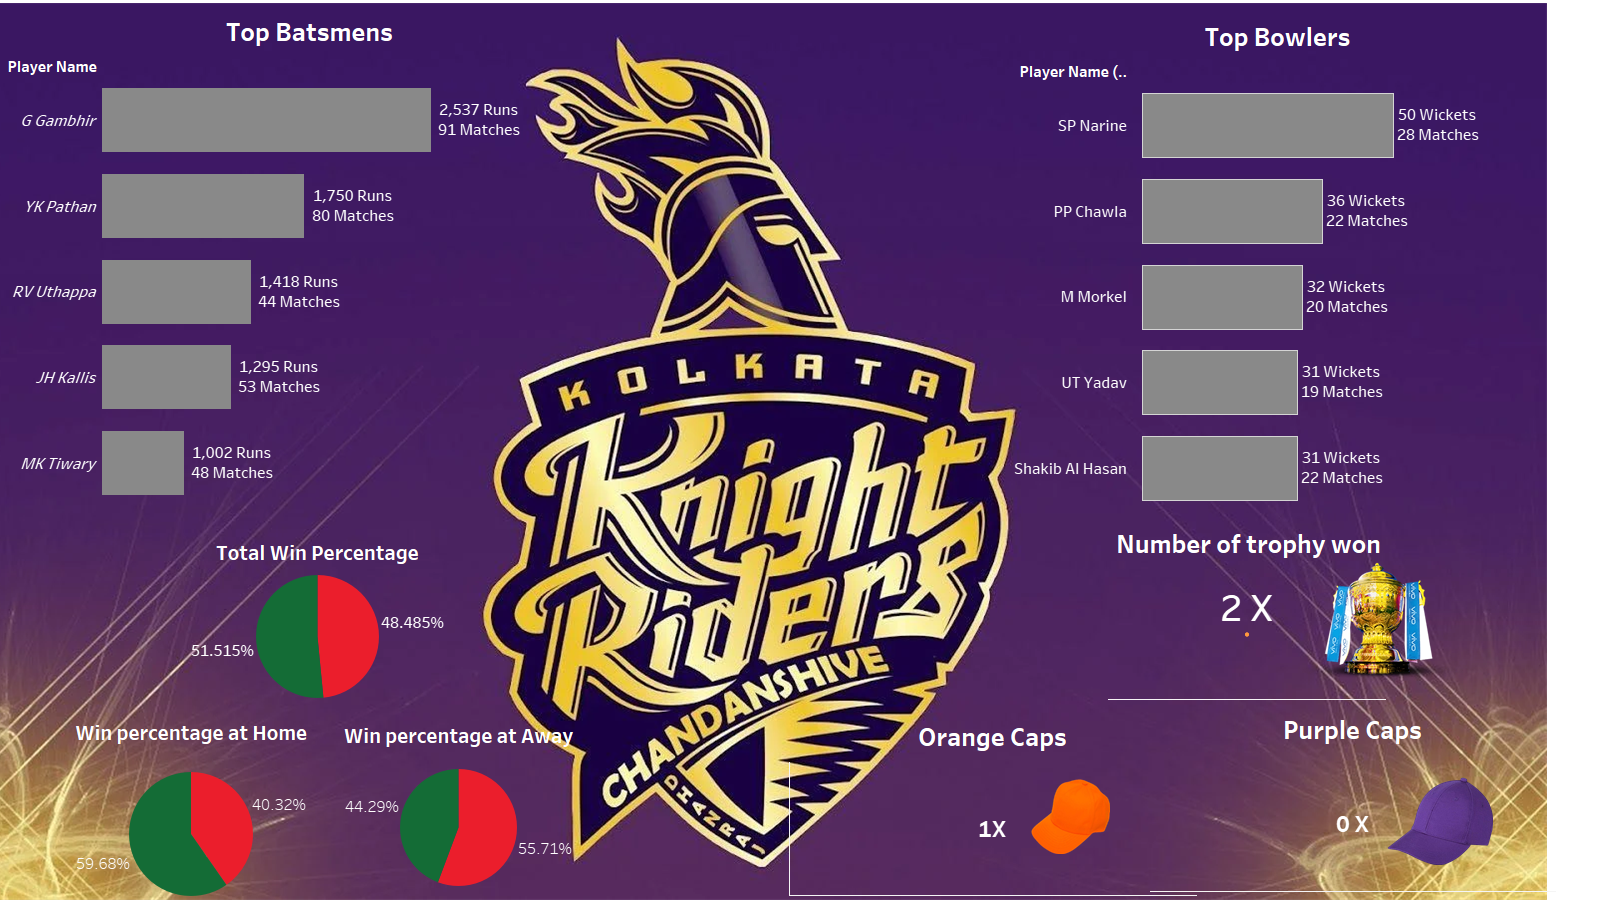 Top Batsmens
Player Name
G Gambhir
2,537 Runs
91 Matches
YK Pathan
1,750 Runs
80 Matches
RV Uthappa
1,418 Runs
44 Matches
JH Kallis
1,295 Runs
53 Matches
MK Tiwary
1,002 Runs
48 Matches
Top Bowlers
Player Name (..
SP Narine
50 Wickets
28 Matches
PP Chawla
36 Wickets
22 Matches
M Morkel
32 Wickets
20 Matches
UT Yadav
31 Wickets
19 Matches
Shakib Al Hasan
31 Wickets
22 Matches
KOLKATA
Knight
Riders
CHANDANSHIVE
DHANRAJ
Total Win Percentage
48.485%
51.515%
Win percentage at Home
40.32%
59.68%
Win percentage at Away
44.29%
55.71%
Number of trophy won
2 X
Orange Caps
1X
Purple Caps
0 X